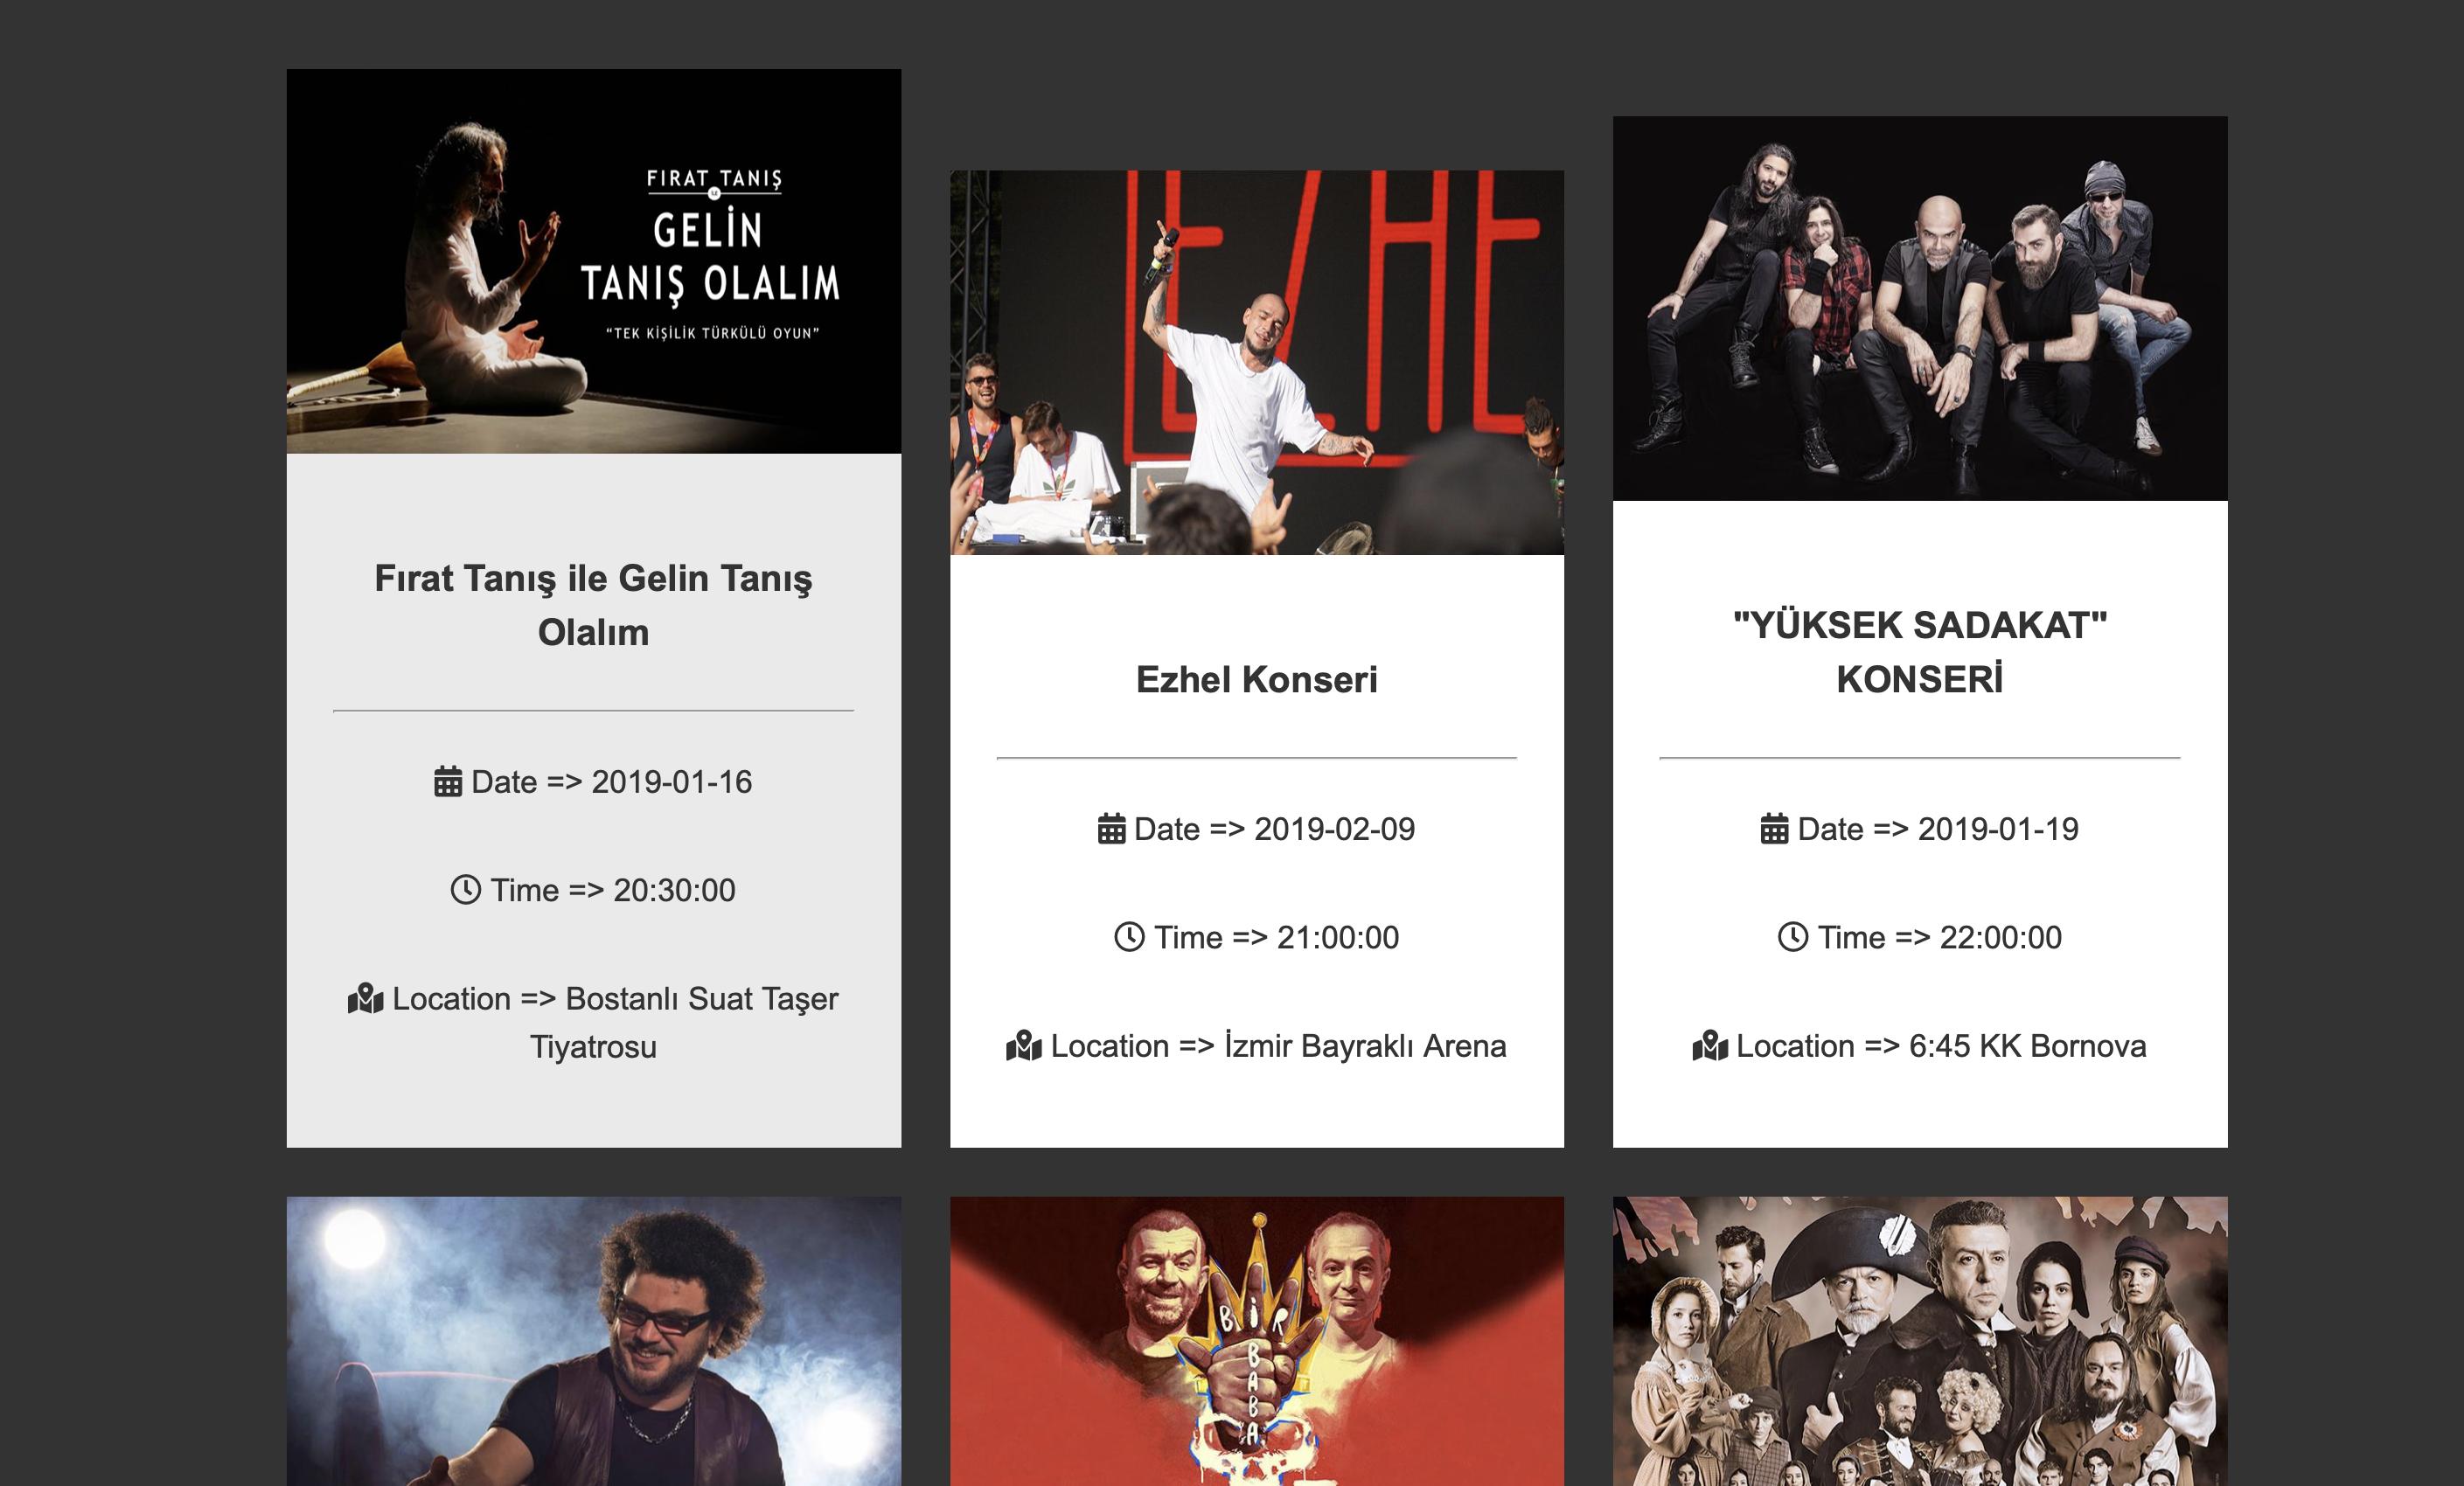 FIRAT TANIŞ
ile
GELİN
TANIŞ OLALIM
“TEK KİŞİLİK TÜRKÜLÜ OYUN”
Fırat Tanış ile Gelin Tanış
Olalım
Date => 2019-01-16
Time => 20:30:00
Location => Bostanlı Suat Taşer
Tiyatrosu
EZHE
Ezhel Konseri
Date => 2019-02-09
Time => 21:00:00
Location => İzmir Bayraklı Arena
"YÜKSEK SADAKAT"
KONSERİ
Date => 2019-01-19
Time => 22:00:00
Location => 6:45 KK Bornova
BİR
BABA